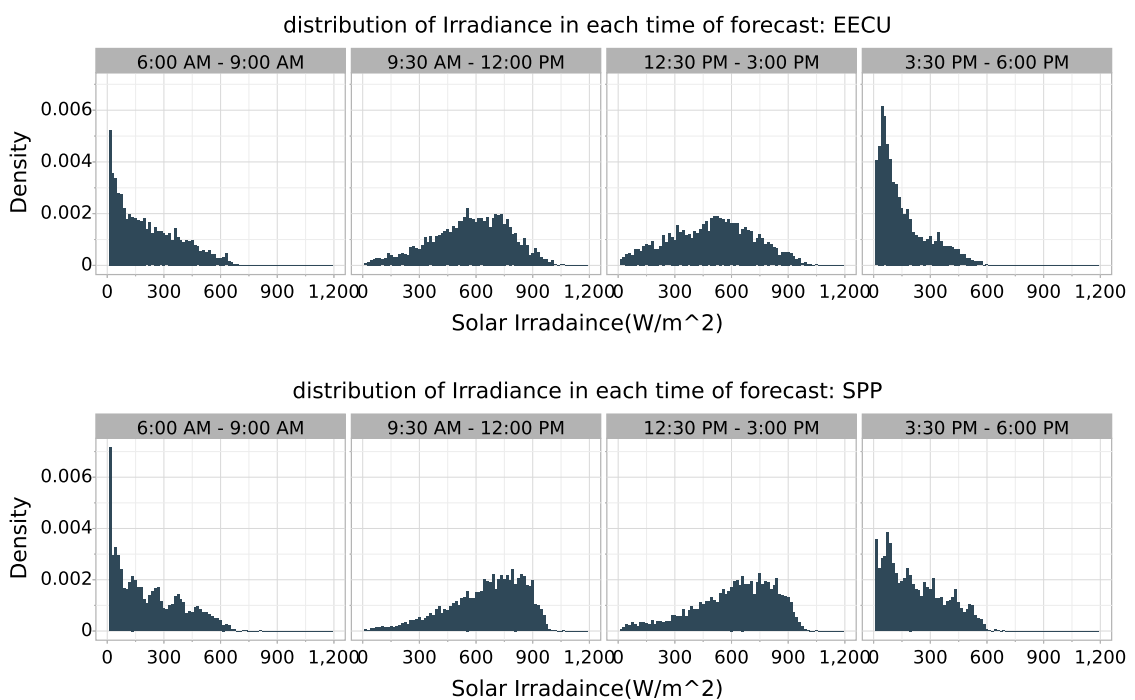 distribution of Irradiance in each time of forecast: EECU
6:00 AM - 9:00 AM
9:30 AM - 12:00 PM
12:30 PM - 3:00 PM
3:30 PM - 6:00 PM
Density
0.006
0.004
0.002
0
0 300 600 900 1,200
0 300 600 900 1,200
0 300 600 900 1,200
0 300 600 900 1,200
Solar Irradaince(W/m^2)
distribution of Irradiance in each time of forecast: SPP
6:00 AM - 9:00 AM
9:30 AM - 12:00 PM
12:30 PM - 3:00 PM
3:30 PM - 6:00 PM
Density
0.006
0.004
0.002
0
0 300 600 900 1,200
0 300 600 900 1,200
0 300 600 900 1,200
0 300 600 900 1,200
Solar Irradaince(W/m^2)